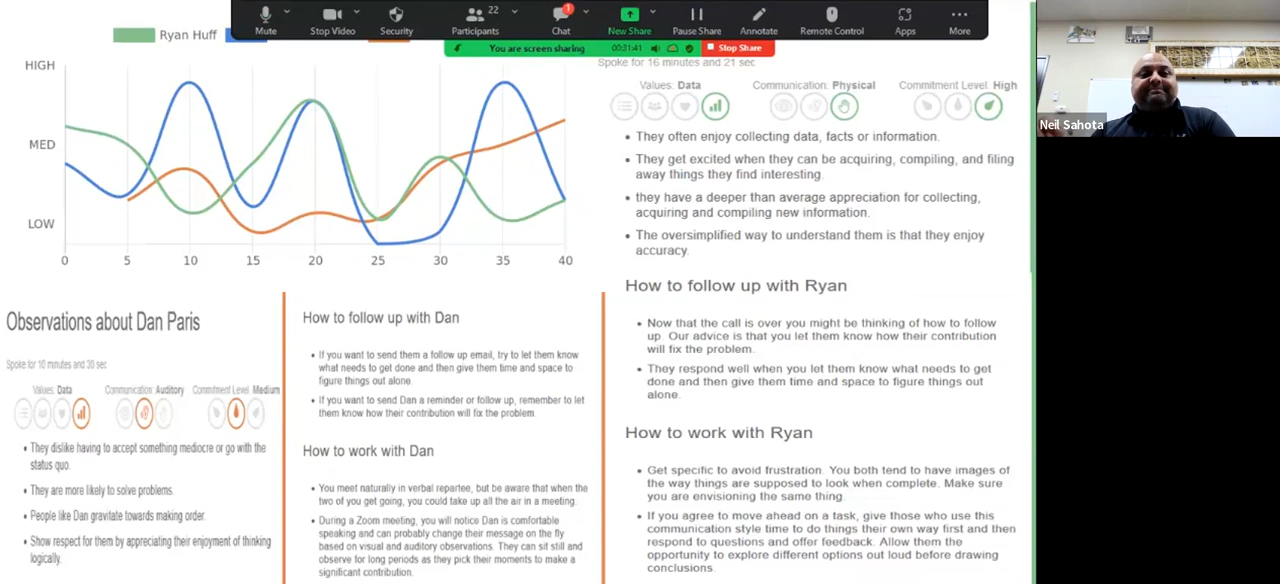 Mute
Stop Video
Security
Participants
22
Chat
1
New Share
Pause Share
Annotate
Remote Control
Apps
More
You are screen sharing
00:31:41
Stop Share
Ryan Huff
HIGH
MED
LOW
0
5
10
15
20
25
30
35
40
Spoke for 16 minutes and 21 sec
Values: Data
Communication: Physical
Commitment Level: High
They often enjoy collecting data, facts or information.
They get excited when they can be acquiring, compiling, and filing
away things they find interesting.
they have a deeper than average appreciation for collecting,
acquiring and compiling new information.
The oversimplified way to understand them is that they enjoy
accuracy.
How to follow up with Ryan
Now that the call is over you might be thinking of how to follow
up. Our advice is that you let them know how their contribution
will fix the problem.
They respond well when you let them know what needs to get
done and then give them time and space to figure things out
alone.
How to work with Ryan
Get specific to avoid frustration. You both tend to have images of
the way things are supposed to look when complete. Make sure
you are envisioning the same thing.
If you agree to move ahead on a task, give those who use this
communication style time to do things their own way first and then
respond to questions and offer feedback. Allow them the
opportunity to explore different options out loud before drawing
conclusions.
Observations about Dan Paris
Spoke for 10 minutes and 30 sec
Values: Data
Communication: Auditory
Commitment Level: Medium
They dislike having to accept something mediocre or go with the
status quo.
They are more likely to solve problems.
People like Dan gravitate towards making order.
Show respect for them by appreciating their enjoyment of thinking
logically.
How to follow up with Dan
If you want to send them a follow up email, try to let them know
what needs to get done and then give them time and space to
figure things out alone.
If you want to send Dan a reminder or follow up, remember to let
them know how their contribution will fix the problem.
How to work with Dan
You meet naturally in verbal repartee, but be aware that when the
two of you get going, you could take up all the air in a meeting.
During a Zoom meeting, you will notice Dan is comfortable
speaking and can probably change their message on the fly
based on visual and auditory observations. They can sit still and
observe for long periods as they pick their moments to make a
significant contribution.
Neil Sahota